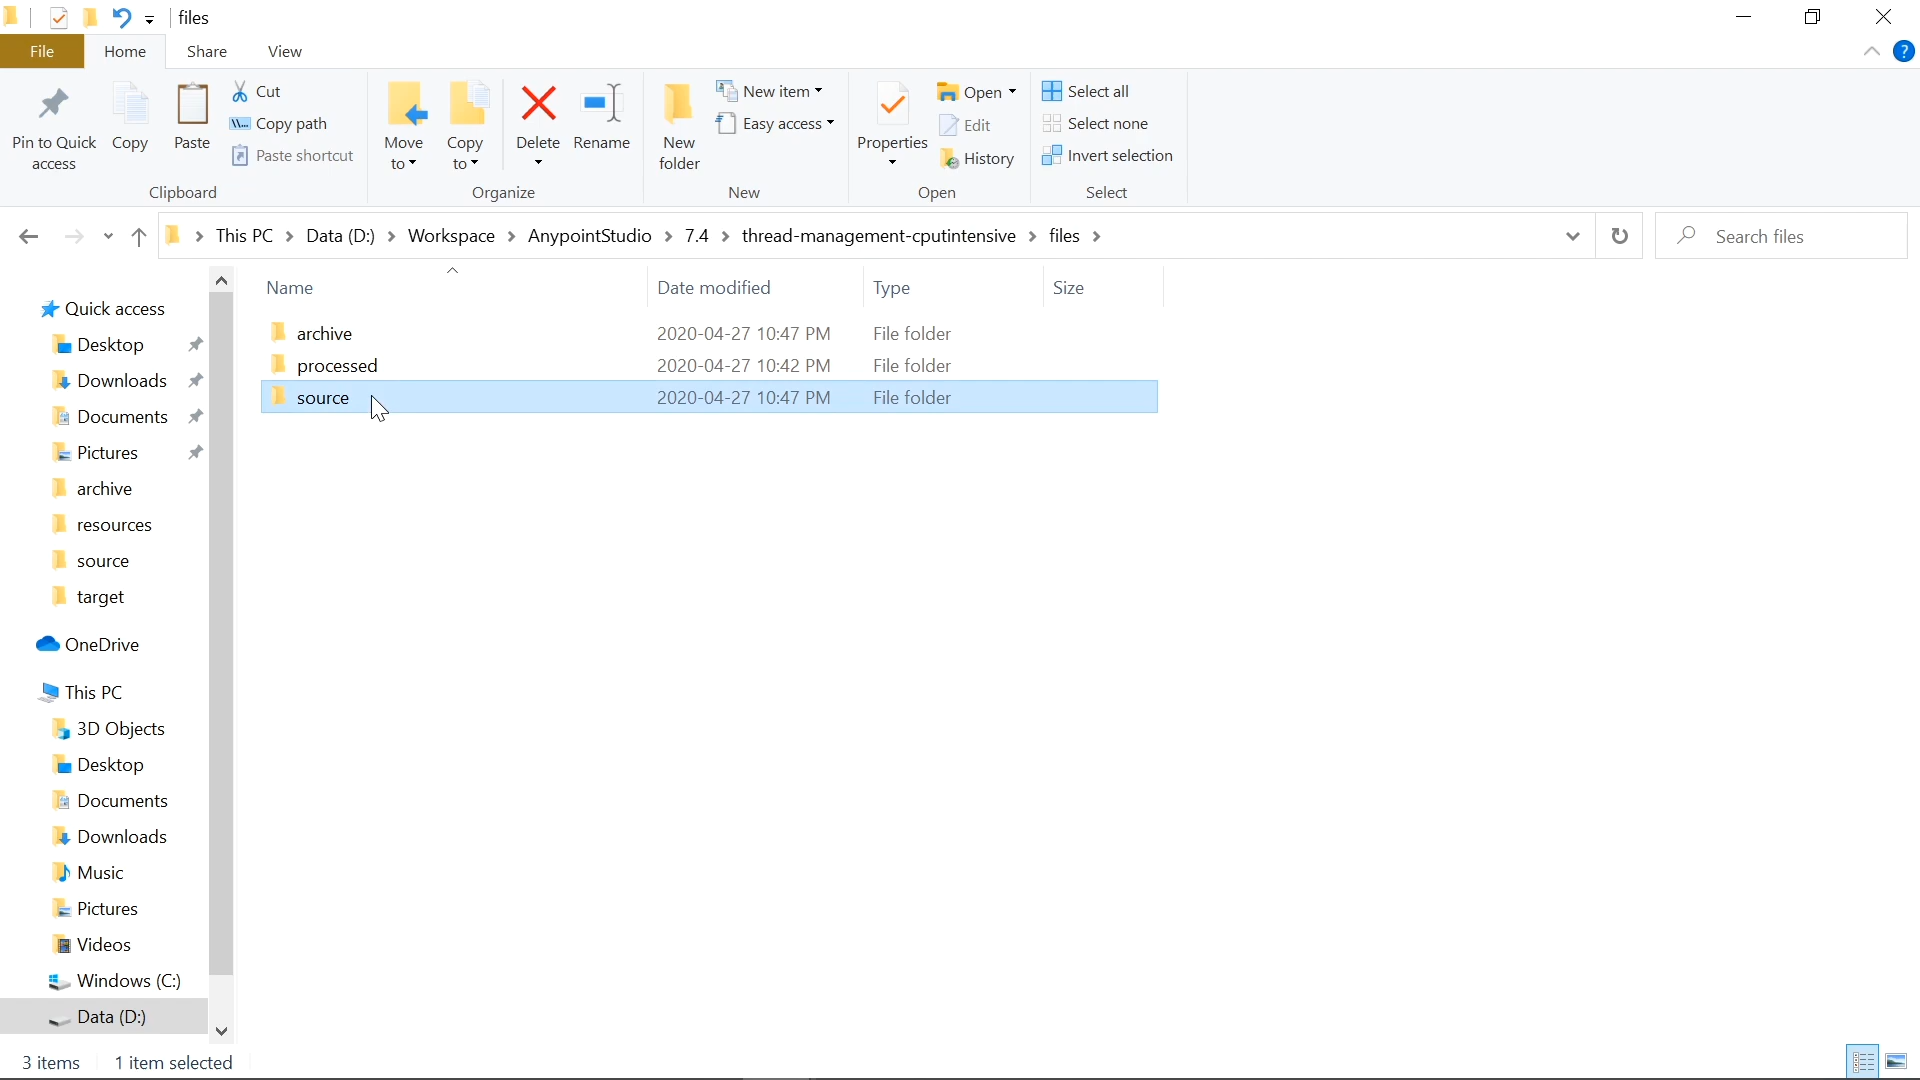 files
File Home Share View
Pin to Quick access
Copy
Paste
Cut
Copy path
Paste shortcut
Clipboard
Move to
Copy to
Delete
Rename
Organize
New folder
New item
Easy access
New
Properties
Open
Edit
History
Open
Select all
Select none
Invert selection
Select
This PC Data (D:) Workspace AnypointStudio 7.4 thread-management-cputintensive files
Search files
Name Date modified Type Size
archive 2020-04-27 10:47 PM File folder
processed 2020-04-27 10:42 PM File folder
source 2020-04-27 10:47 PM File folder
Quick access
Desktop
Downloads
Documents
Pictures
archive
resources
source
target
OneDrive
This PC
3D Objects
Desktop
Documents
Downloads
Music
Pictures
Videos
Windows (C:)
Data (D:)
3 items 1 item selected